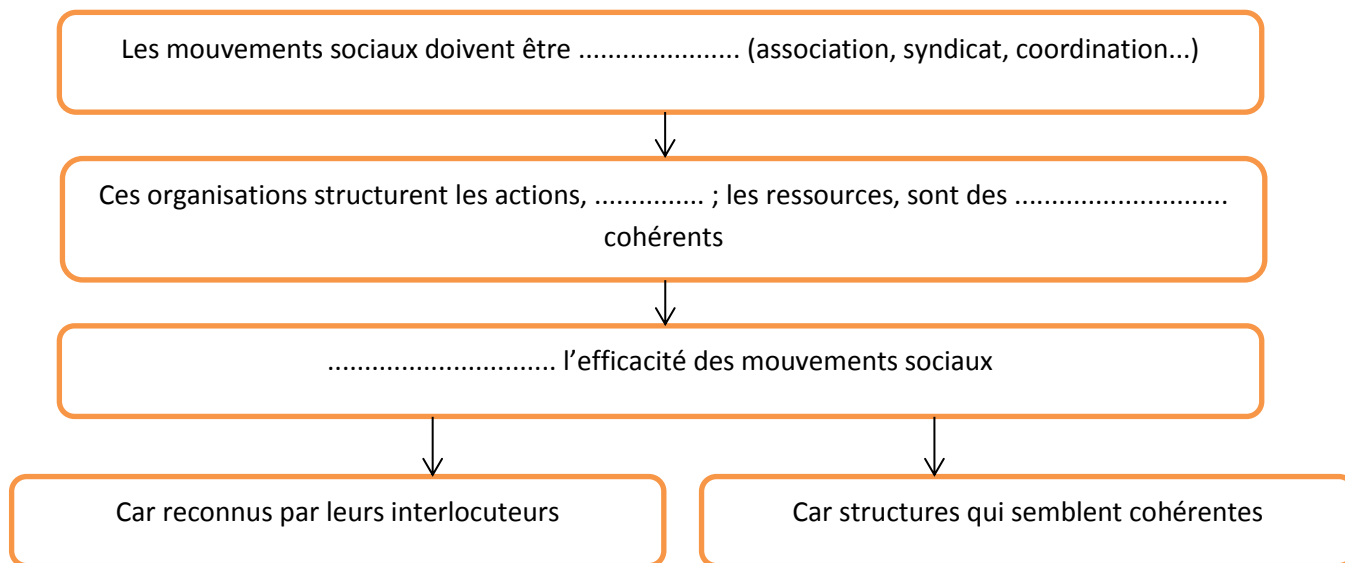 Les mouvements sociaux doivent être ...................... (association, syndicat, coordination...)
Ces organisations structurent les actions, ............... ; les ressources, sont des .............................
cohérents
............................... l’efficacité des mouvements sociaux
Car reconnus par leurs interlocuteurs
Car structures qui semblent cohérentes